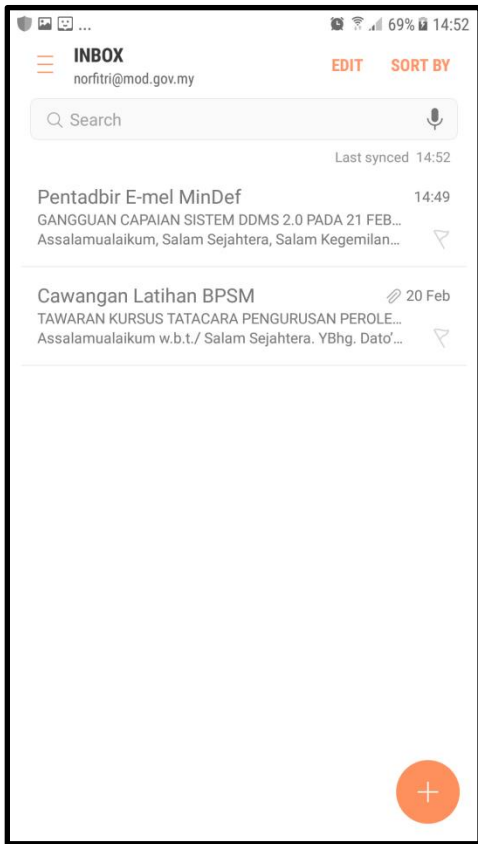 ... 69% 14:52
INBOX
norfitri@mod.gov.my
EDIT SORT BY
Search
Last synced 14:52
Pentadbir E-mel MinDef 14:49
GANGGUAN CAPAIAN SISTEM DDMS 2.0 PADA 21 FEB...
Assalamualaikum, Salam Sejahtera, Salam Kegemilan...
Cawangan Latihan BPSM 20 Feb
TAWARAN KURSUS TATACARA PENGURUSAN PEROLE...
Assalamualaikum w.b.t./ Salam Sejahtera. YBhg. Dato'...